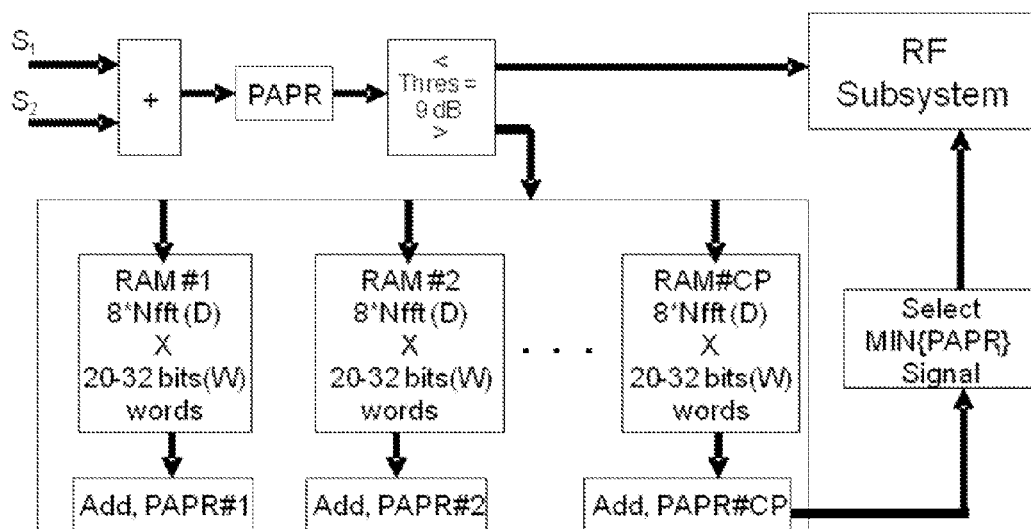 S1
S2
+
PAPR
<
Thres =
9 dB
>
RF
Subsystem
RAM #1
8*Nfft (D)
X
20-32 bits(W)
words
RAM #2
8*Nfft (D)
X
20-32 bits(W)
words
. . .
RAM#CP
8*Nfft (D)
X
20-32 bits(W)
words
Select
MIN{PAPR}
Signal
Add, PAPR#1
Add, PAPR#2
Add, PAPR#CP